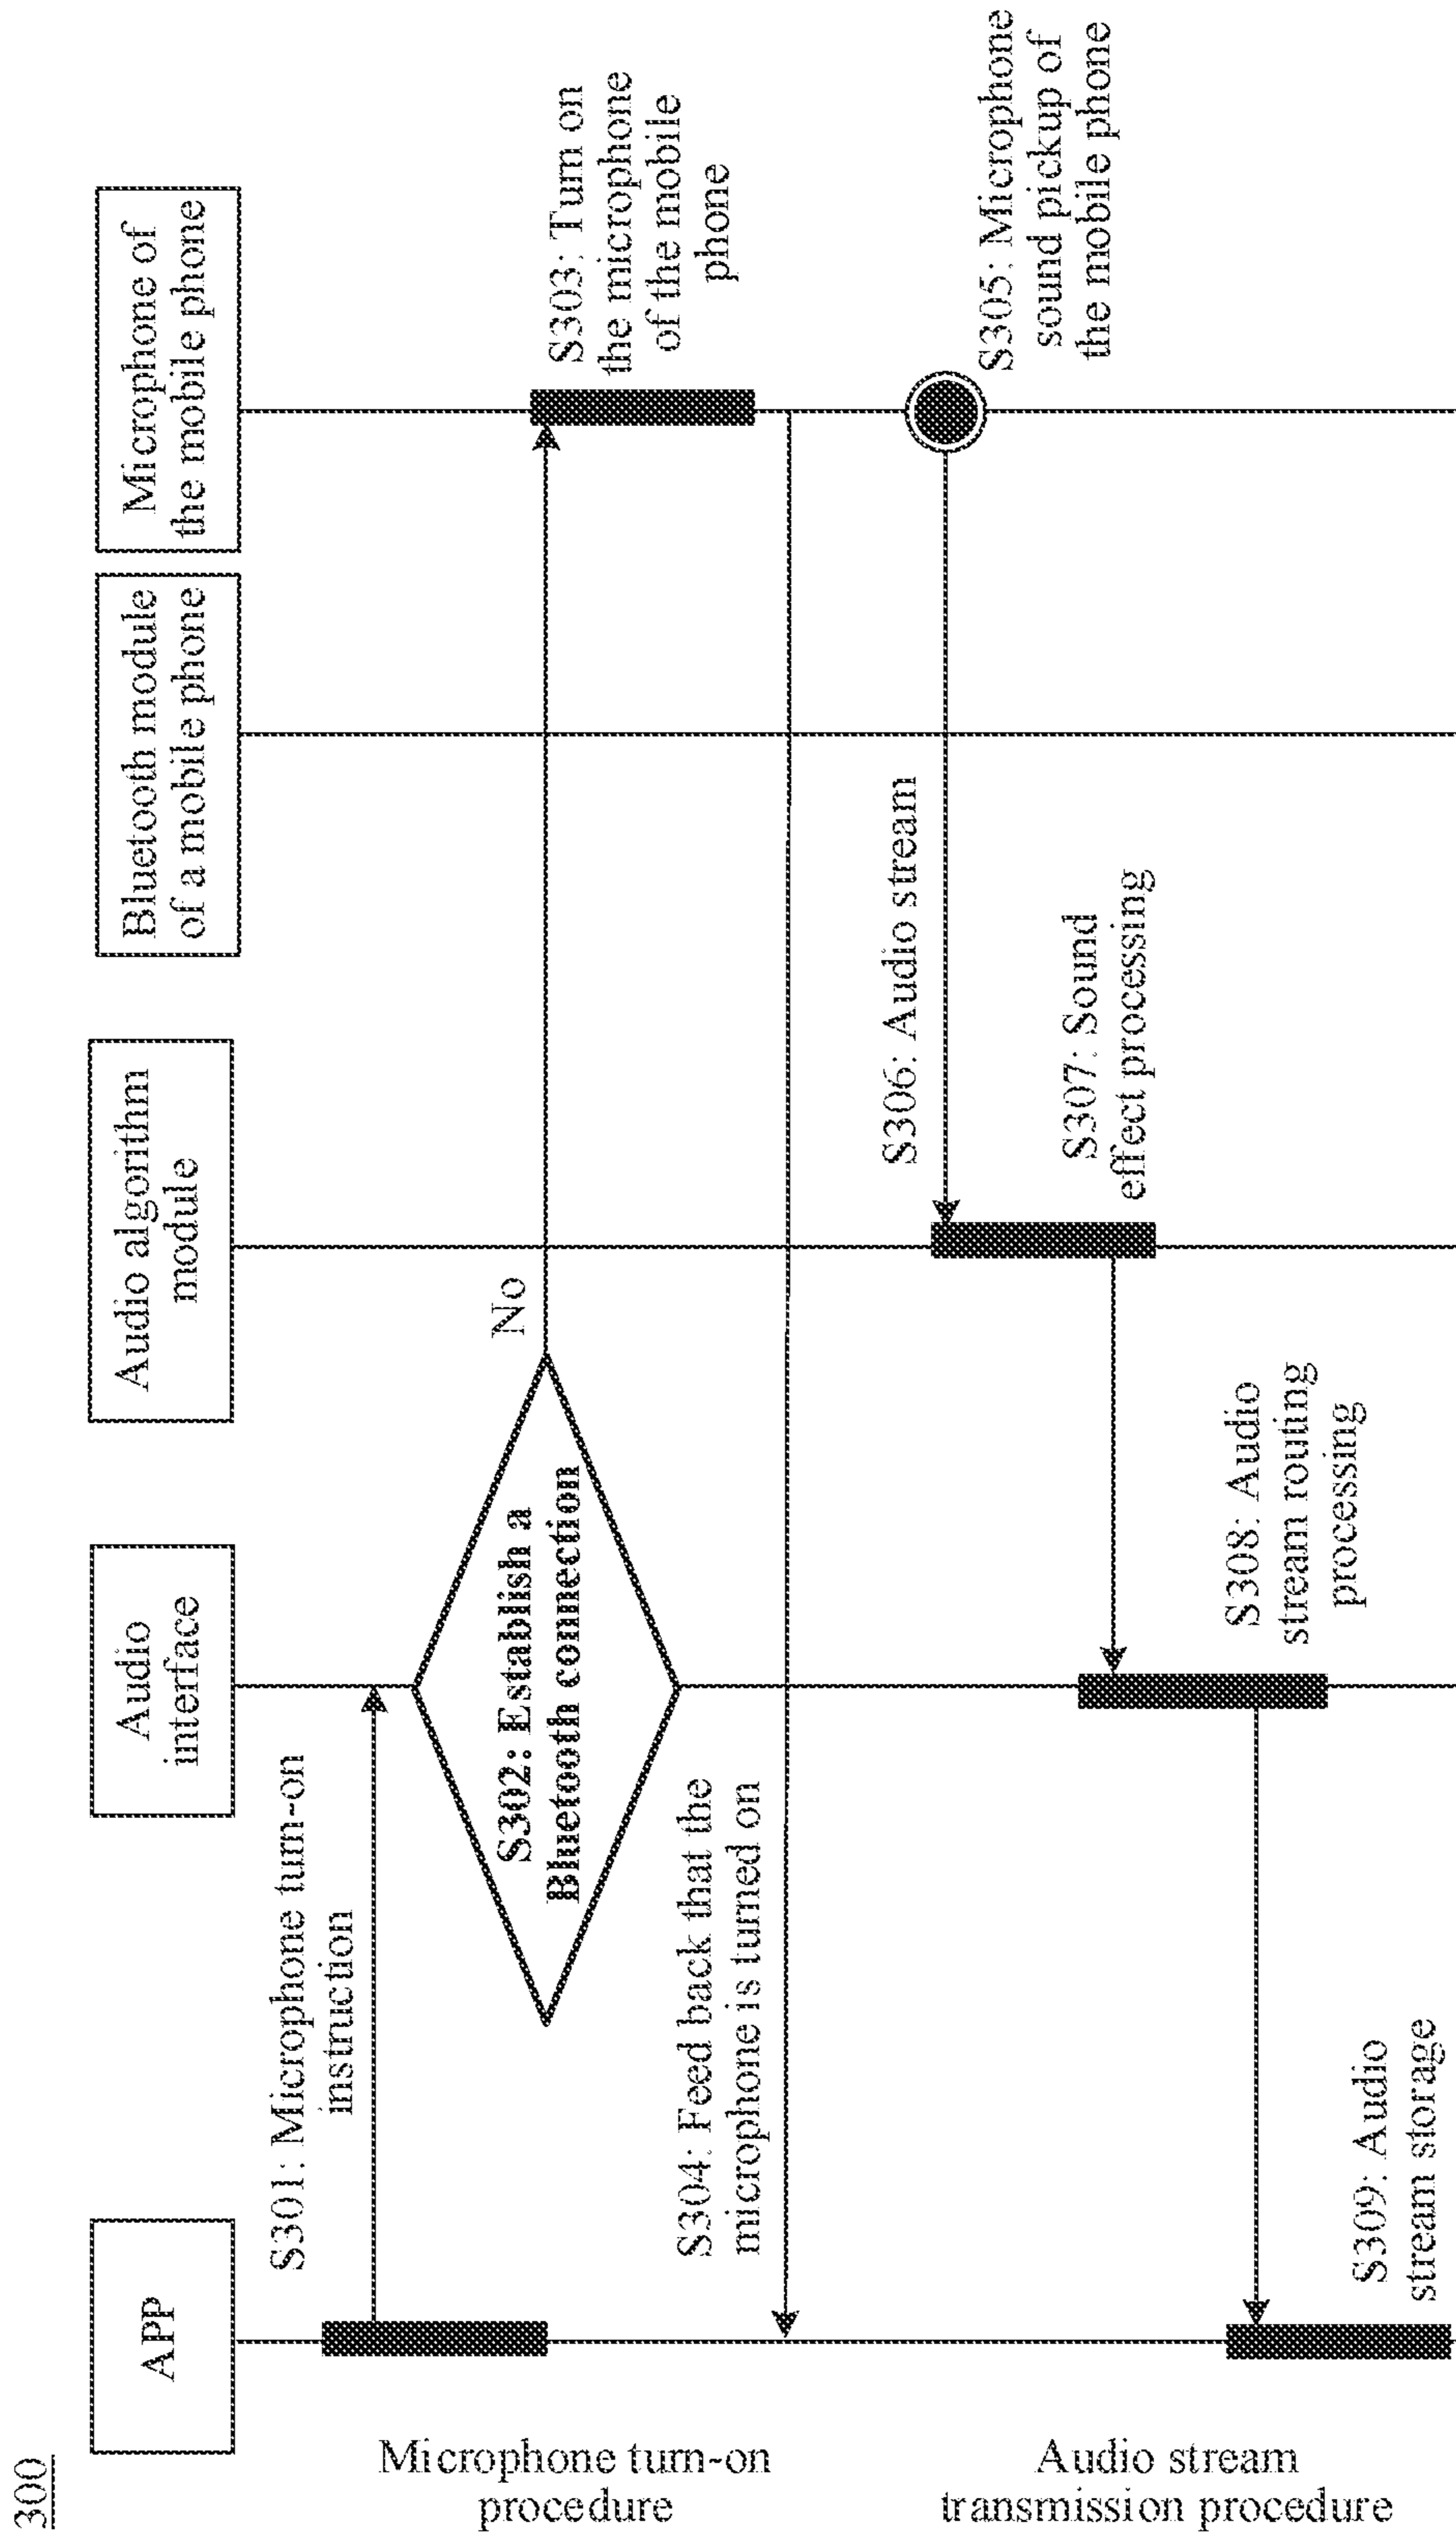 300
APP
Audio
interface
Audio algorithm
module
Bluetooth module
of a mobile phone
Microphone of
the mobile phone
Microphone turn-on
procedure
S301: Microphone turn-on
instruction
S302: Establish a
Bluetooth connection
No
S303: Turn on
the microphone
of the mobile
phone
S304: Feed back that the
microphone is turned on
Audio stream
transmission procedure
S305: Microphone
sound pickup of
the mobile phone
S306: Audio stream
S307: Sound
effect processing
S308: Audio
stream routing
processing
S309: Audio
stream storage